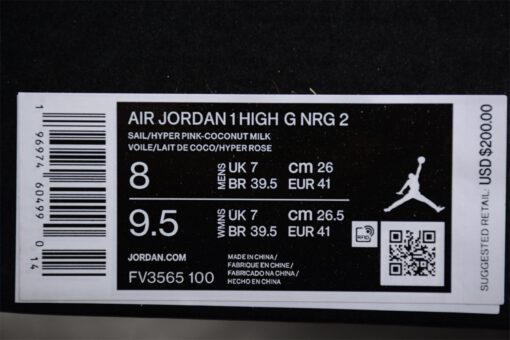 AIR JORDAN 1 HIGH G NRG 2
SAIL/HYPER PINK-COCONUT MILK
VOILE/LAIT DE COCO/HYPER ROSE
8 MENS UK 7 cm 26
BR 39.5 EUR 41
9.5 WMNS UK 7 cm 26.5
BR 39.5 EUR 41
JORDAN.COM
FV3565 100
MADE IN CHINA /
FABRIQUE EN CHINE /
FABRICADO NA CHINA /
HECHO EN CHINA
1 96974 60499 0 14
SUGGESTED RETAIL: USD $200.00